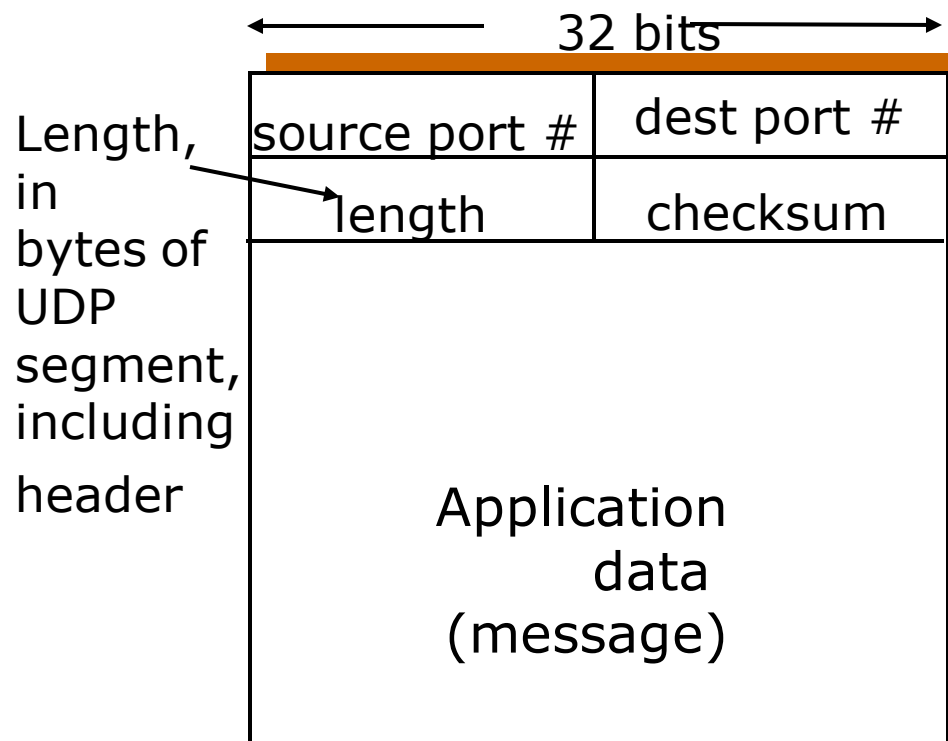 32 bits
source port #
dest port #
Length,
in
bytes of
UDP
segment,
including
header
length
checksum
Application
data
(message)